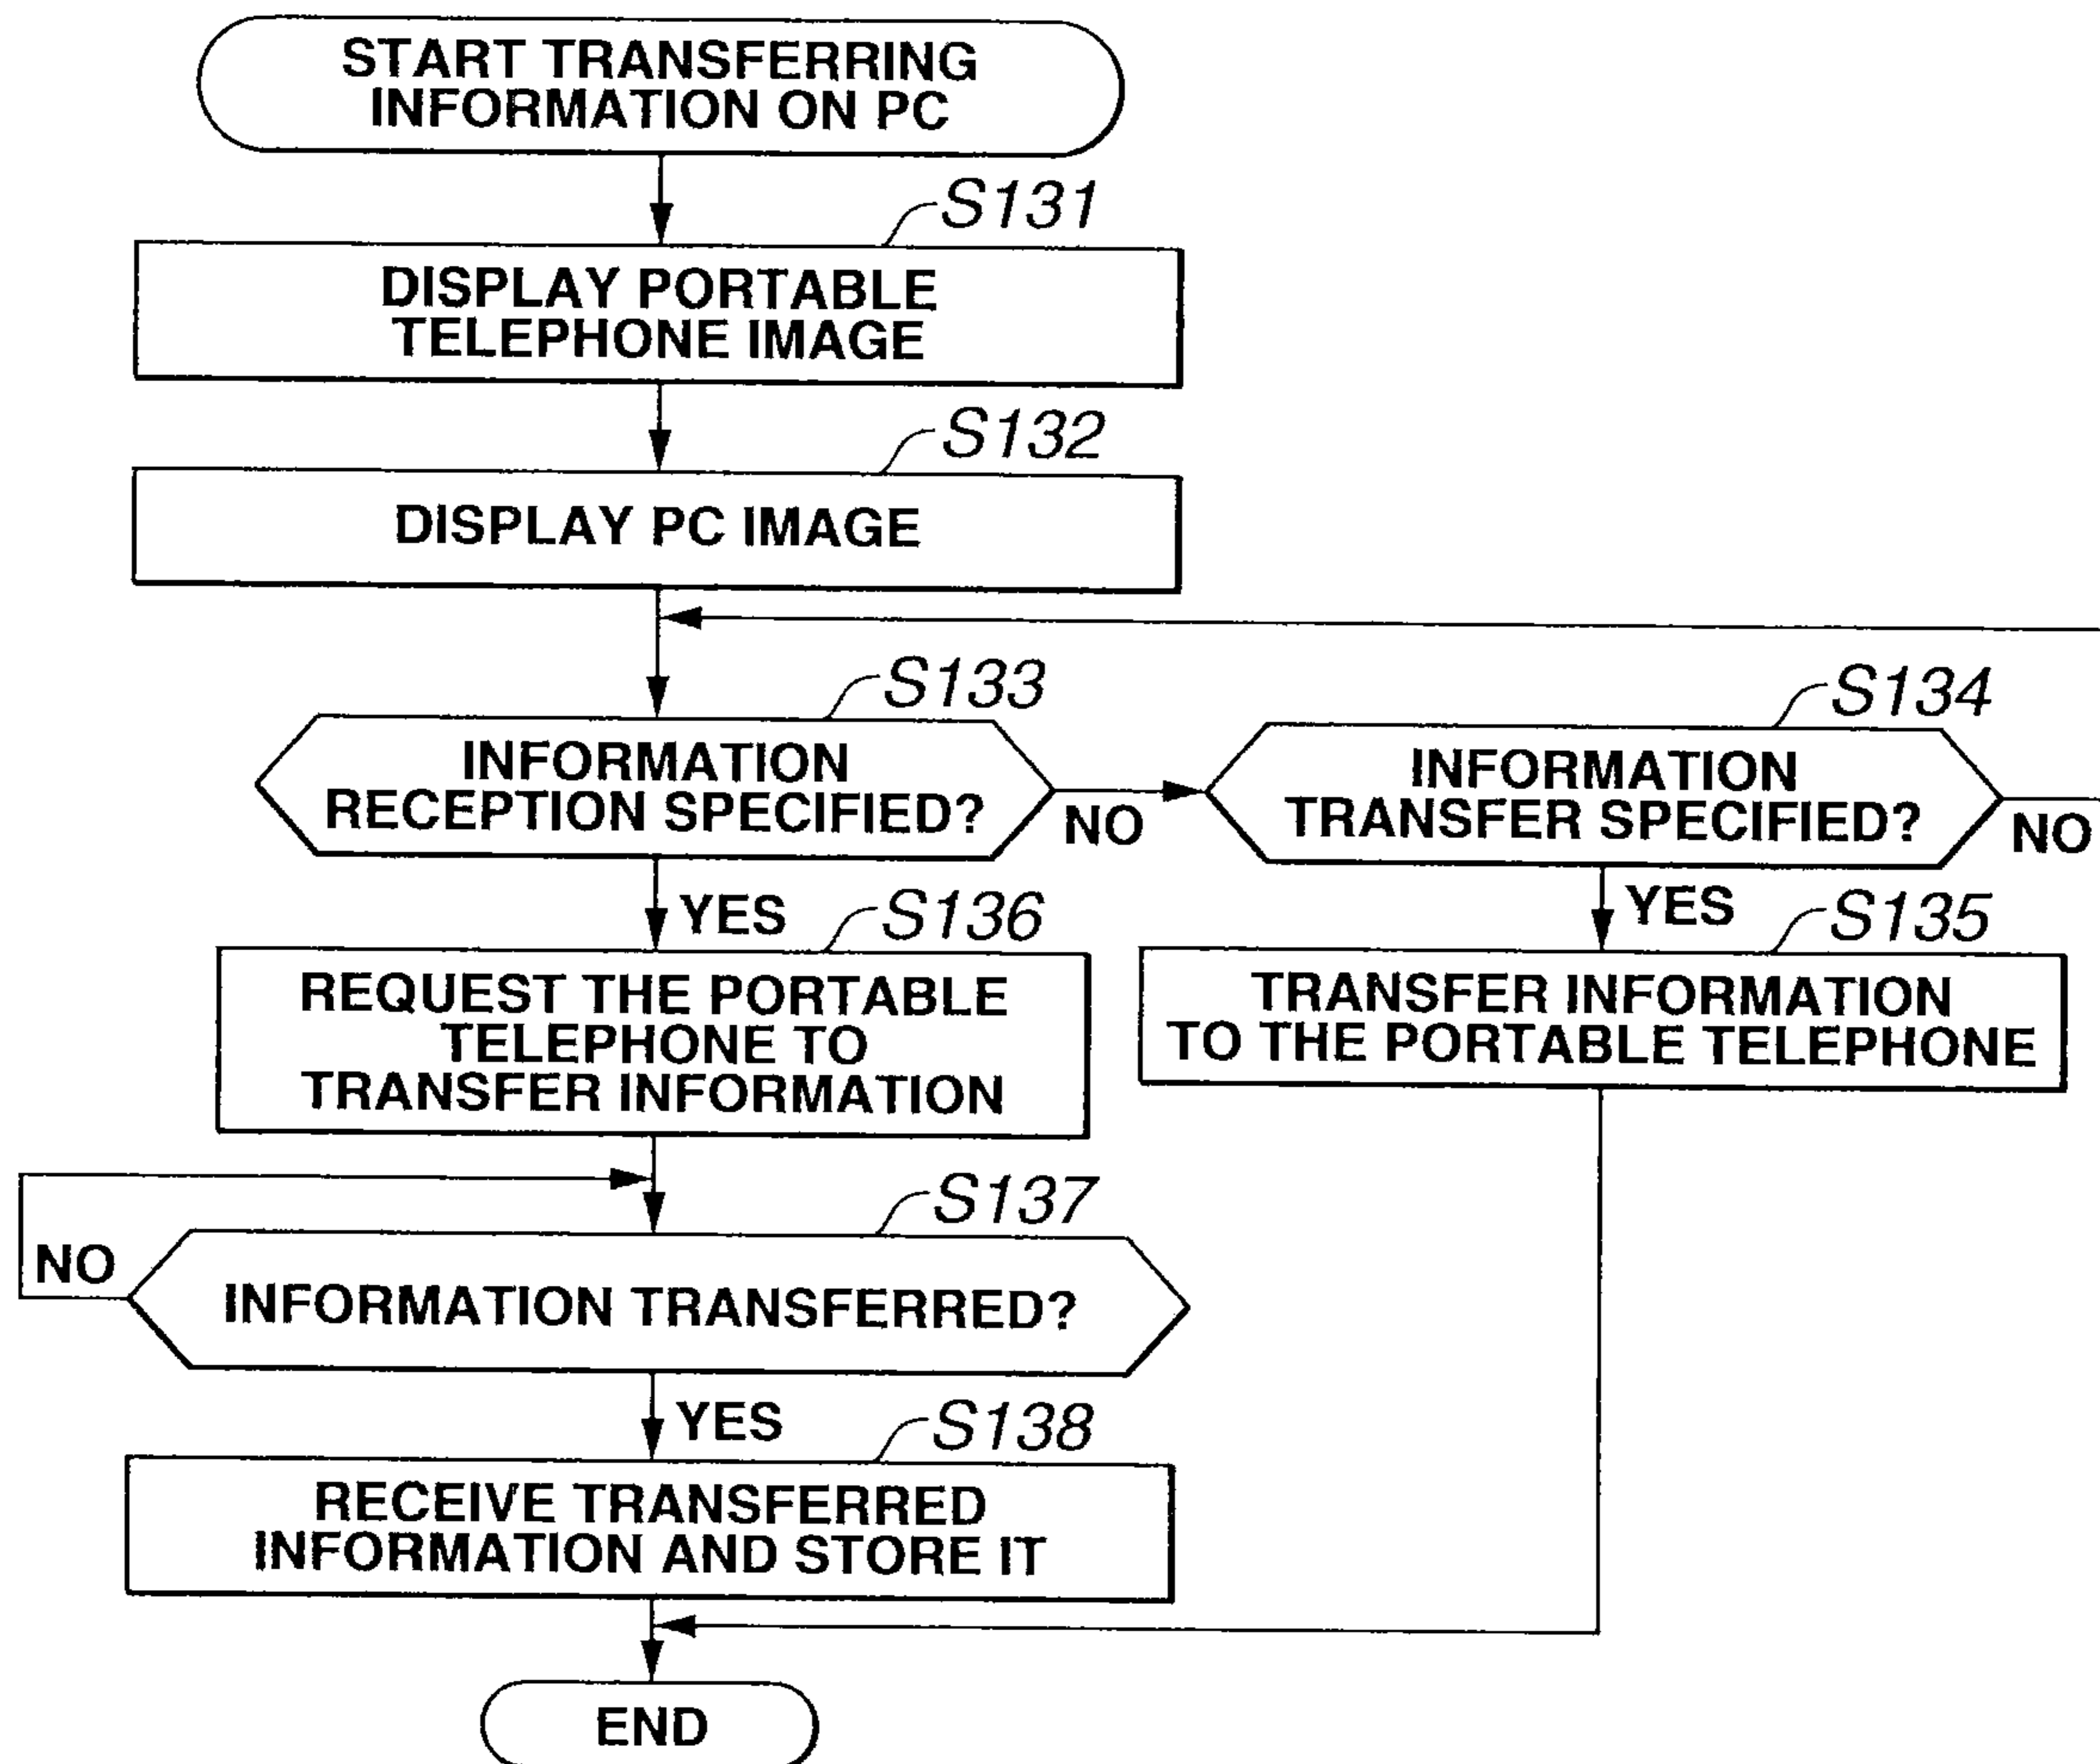 START TRANSFERRING
INFORMATION ON PC
S131
DISPLAY PORTABLE
TELEPHONE IMAGE
S132
DISPLAY PC IMAGE
S133
INFORMATION
RECEPTION SPECIFIED?
NO
S134
INFORMATION
TRANSFER SPECIFIED?
NO
YES
S136
REQUEST THE PORTABLE
TELEPHONE TO
TRANSFER INFORMATION
YES
S135
TRANSFER INFORMATION
TO THE PORTABLE TELEPHONE
S137
NO
INFORMATION TRANSFERRED?
YES
S138
RECEIVE TRANSFERRED
INFORMATION AND STORE IT
END